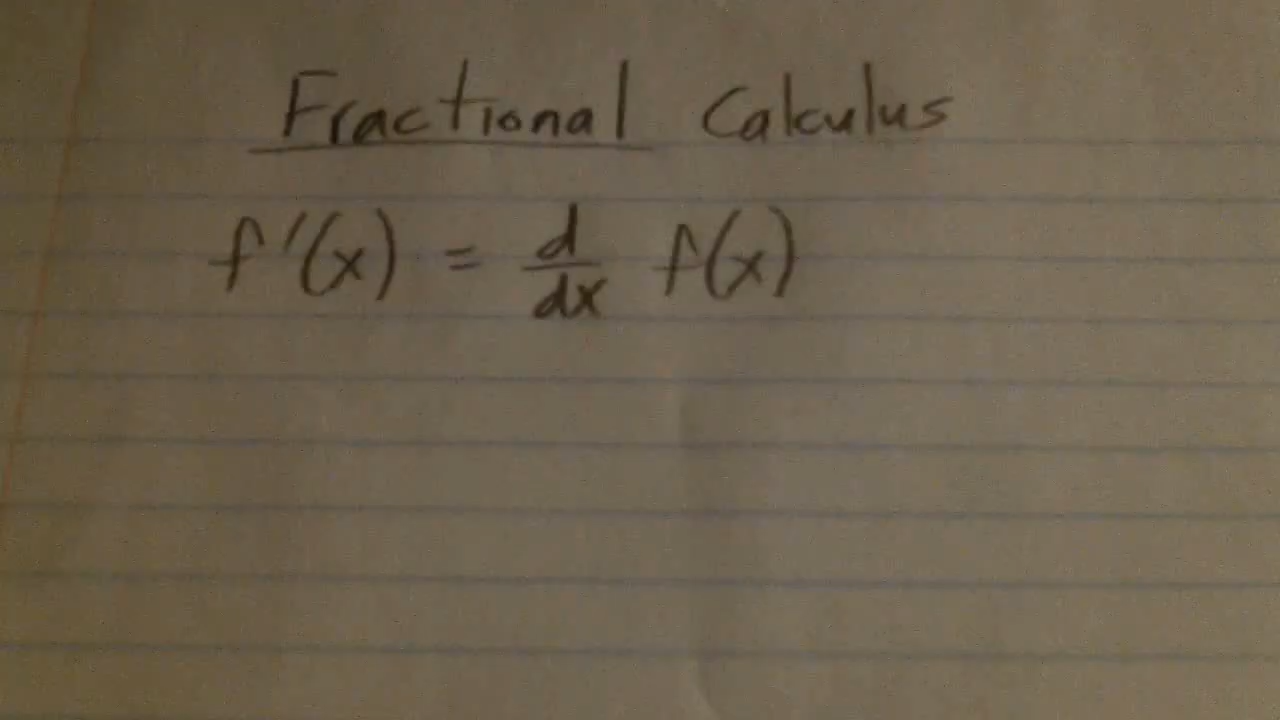 Fractional Calculus
f'(x) = d/dx f(x)